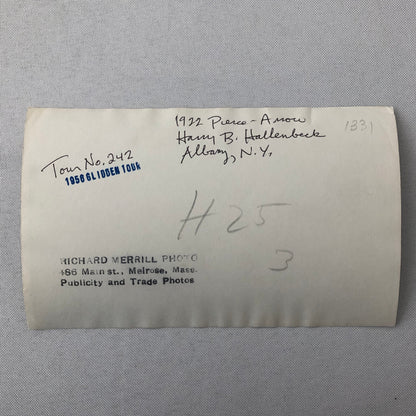 1922 Pierce-Arrow
Harry B. Hallenbeck
Albany, N.Y.
1331
Tour No. 242
1956 GLIDDEN TOUR
H25
3
RICHARD MERRILL PHOTO
486 Main st., Melrose, Mass.
Publicity and Trade Photos